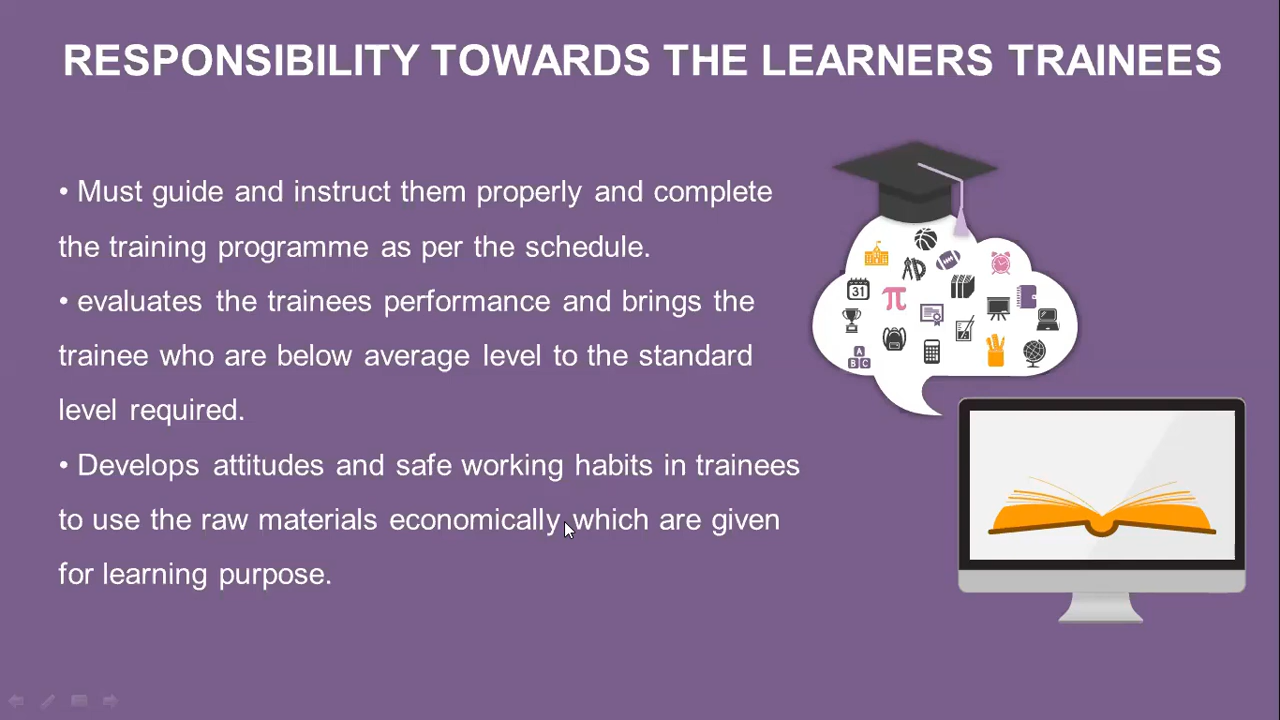 RESPONSIBILITY TOWARDS THE LEARNERS TRAINEES
• Must guide and instruct them properly and complete
the training programme as per the schedule.
• evaluates the trainees performance and brings the
trainee who are below average level to the standard
level required.
• Develops attitudes and safe working habits in trainees
to use the raw materials economically which are given
for learning purpose.
31
π
A
B C